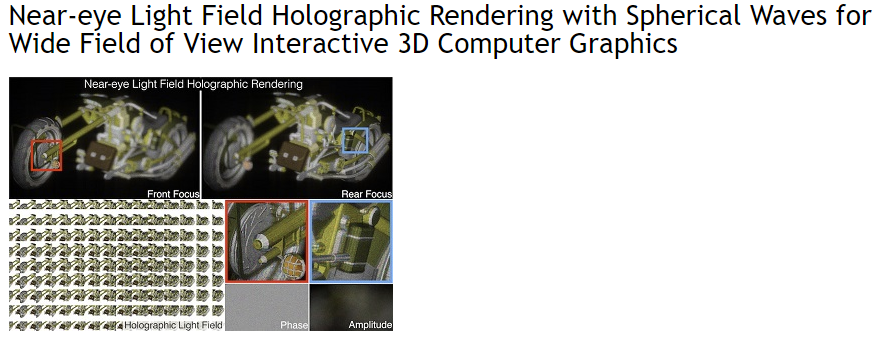 Near-eye Light Field Holographic Rendering with Spherical Waves for
Wide Field of View Interactive 3D Computer Graphics
Near-eye Light Field Holographic Rendering
Front Focus
Rear Focus
Holographic Light Field
Phase
Amplitude